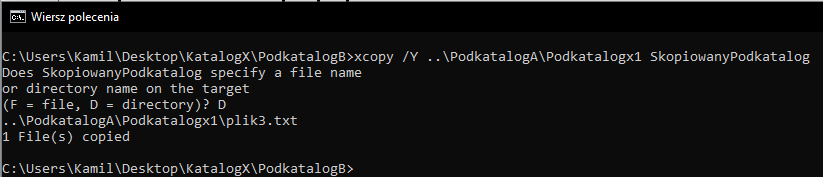 Wiersz polecenia
C:\Users\Kamil\Desktop\KatalogX\PodkatalogB>xcopy /Y ..\PodkatalogA\Podkatalogx1 SkopiowanyPodkatalog
Does SkopiowanyPodkatalog specify a file name
or directory name on the target
(F = file, D = directory)? D
..\PodkatalogA\Podkatalogx1\plik3.txt
1 File(s) copied
C:\Users\Kamil\Desktop\KatalogX\PodkatalogB>